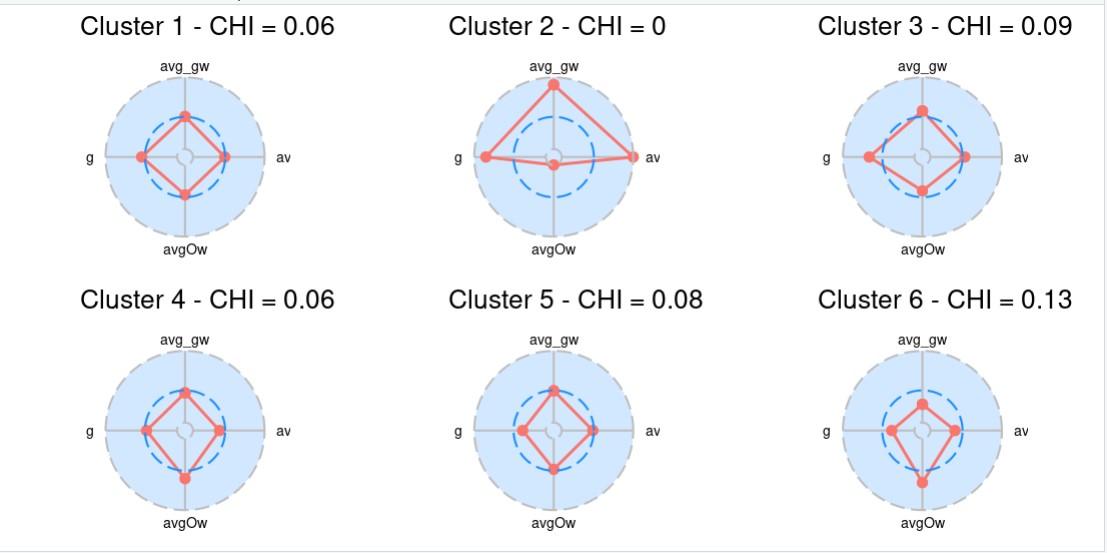 Cluster 1 - CHI = 0.06
Cluster 2 - CHI = 0
Cluster 3 - CHI = 0.09
avg_gw
avg_gw
avg_gw
g
av
g
av
g
av
avgOw
avgOw
avgOw
Cluster 4 - CHI = 0.06
Cluster 5 - CHI = 0.08
Cluster 6 - CHI = 0.13
avg_gw
avg_gw
avg_gw
g
av
g
av
g
av
avgOw
avgOw
avgOw